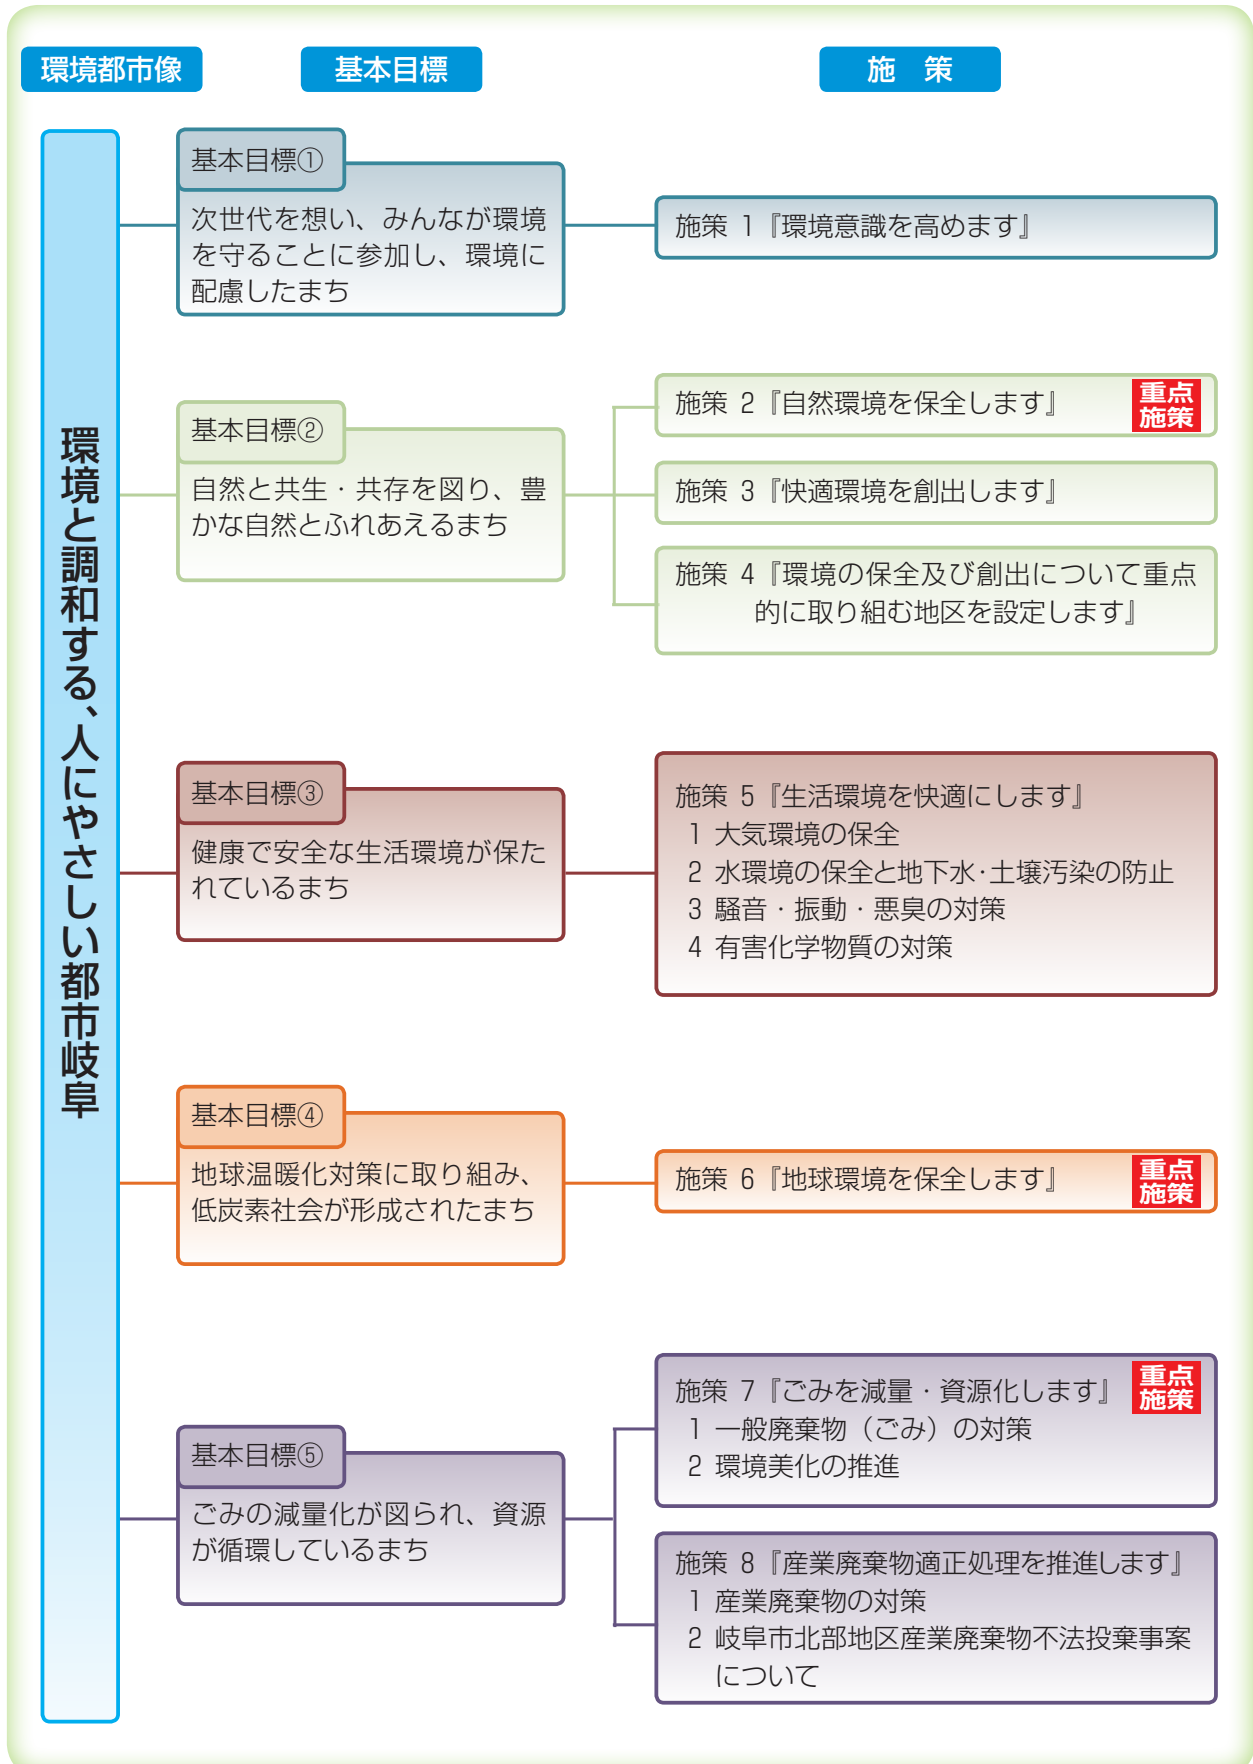 環境都市像
基本目標
施　策
環境と調和する、人にやさしい都市岐阜
基本目標①
次世代を想い、みんなが環境
を守ることに参加し、環境に
配慮したまち
施策 1『環境意識を高めます』
基本目標②
自然と共生・共存を図り、豊
かな自然とふれあえるまち
施策 2『自然環境を保全します』
重点
施策
施策 3『快適環境を創出します』
施策 4『環境の保全及び創出について重点
的に取り組む地区を設定します』
基本目標③
健康で安全な生活環境が保た
れているまち
施策 5『生活環境を快適にします』
1 大気環境の保全
2 水環境の保全と地下水・土壌汚染の防止
3 騒音・振動・悪臭の対策
4 有害化学物質の対策
基本目標④
地球温暖化対策に取り組み、
低炭素社会が形成されたまち
施策 6『地球環境を保全します』
重点
施策
基本目標⑤
ごみの減量化が図られ、資源
が循環しているまち
施策 7『ごみを減量・資源化します』
重点
施策
1 一般廃棄物（ごみ）の対策
2 環境美化の推進
施策 8『産業廃棄物適正処理を推進します』
1 産業廃棄物の対策
2 岐阜市北部地区産業廃棄物不法投棄事案
について